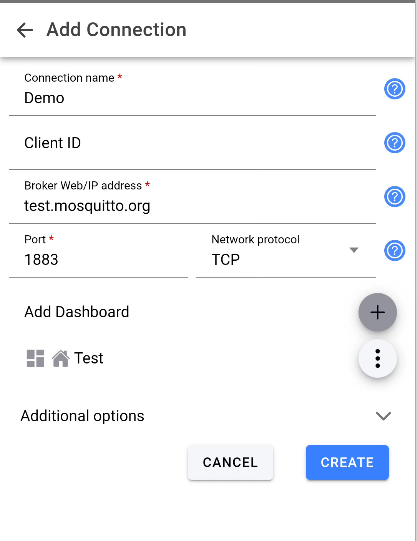 Add Connection
Connection name *
Demo
Client ID
Broker Web/IP address *
test.mosquitto.org
Port * Network protocol
1883 TCP
Add Dashboard
Test
Additional options
CANCEL CREATE